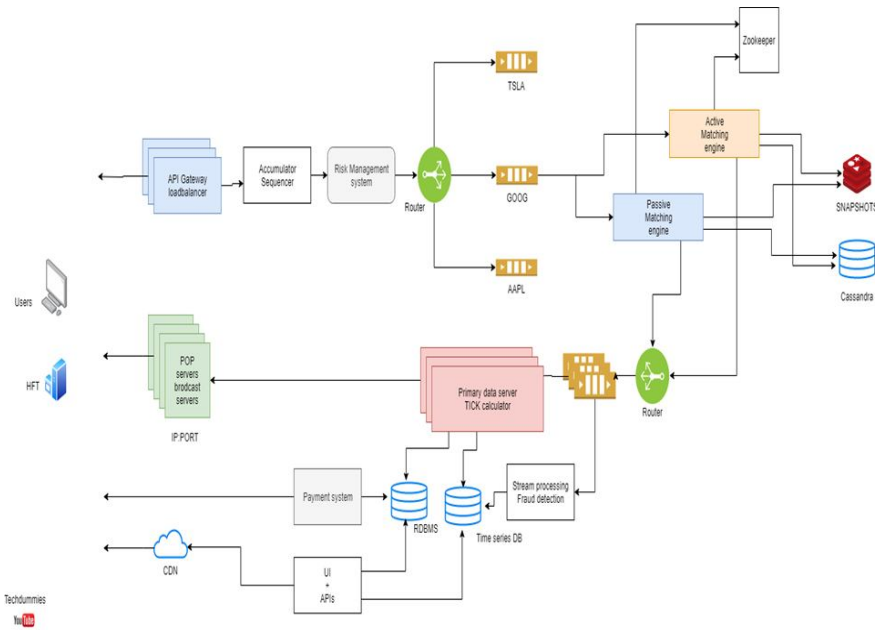 Zookeeper
TSLA
Active
Matching
engine
API Gateway
loadbalancer
Accumulator
Sequencer
Risk Management
system
Router
GOOG
Passive
Matching
engine
SNAPSHOTS
AAPL
Cassandra
Users
HFT
POP
servers
brodcast
servers
IP:PORT
Primary data server
TICK calculator
Router
Payment system
RDBMS
Stream processing
Fraud detection
Time series DB
CDN
UI
+
APIs
Techdummies
YouTube